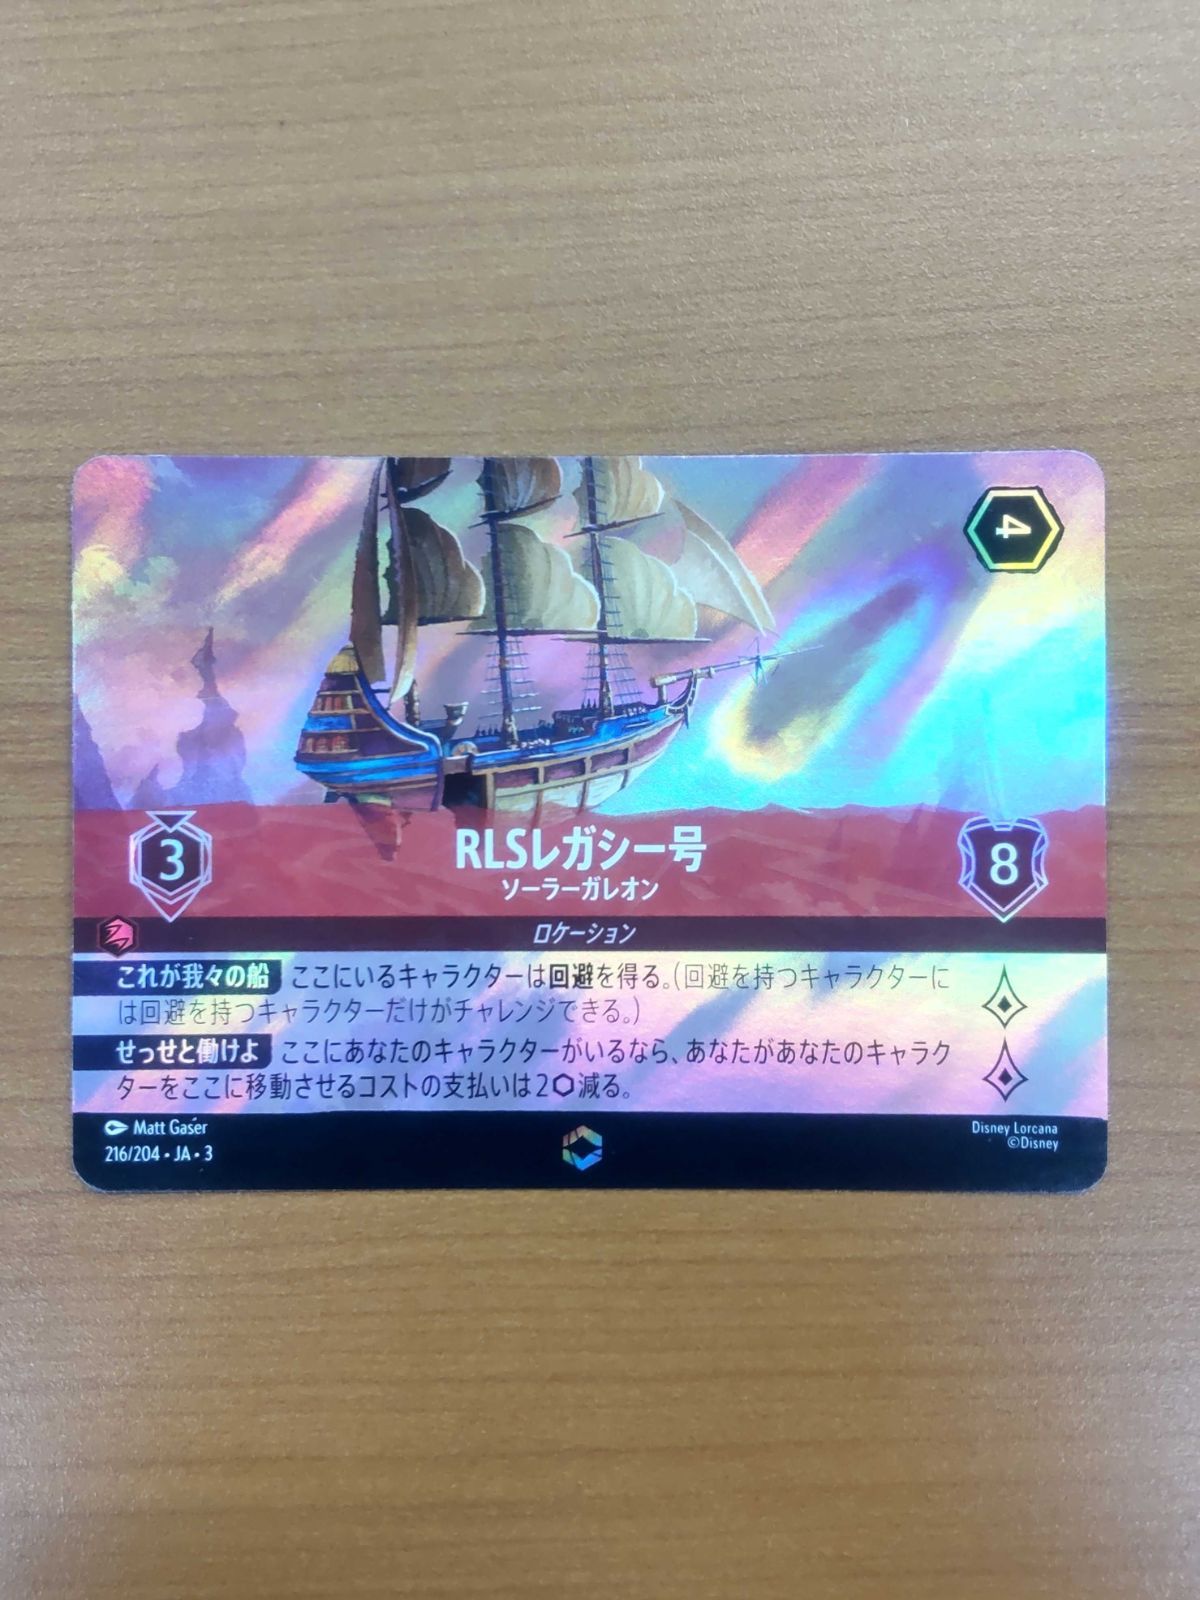 4
3
RLSレガシー号
8
ソーラーガレオン
ロケーション
これが我々の船 ここにいるキャラクターは回避を得る。(回避を持つキャラクターに
は回避を持つキャラクターだけがチャレンジできる。)
せっせと働けよ ここにあなたのキャラクターがいるなら、あなたがあなたのキャラク
ターをここに移動させるコストの支払いは2⬡減る。
Matt Gaser
216/204・JA・3
Disney Lorcana
©Disney